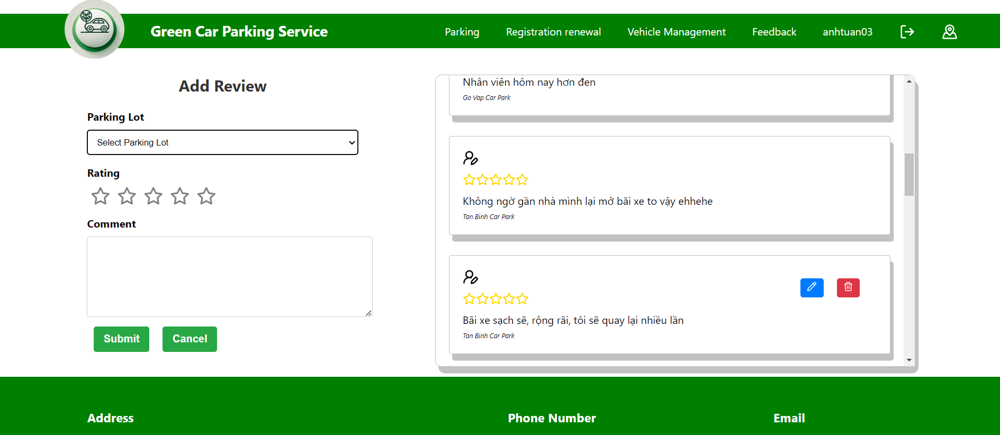 Green Car Parking Service
Parking
Registration renewal
Vehicle Management
Feedback
anhtuan03
Add Review
Parking Lot
Select Parking Lot
Rating
Comment
Submit
Cancel
Nhân viên hôm nay hơn đen
Go Vap Car Park
Không ngờ gần nhà mình lại mở bãi xe to vậy ehhehe
Tan Binh Car Park
Bãi xe sạch sẽ, rộng rãi, tôi sẽ quay lại nhiều lần
Tan Binh Car Park
Address
Phone Number
Email